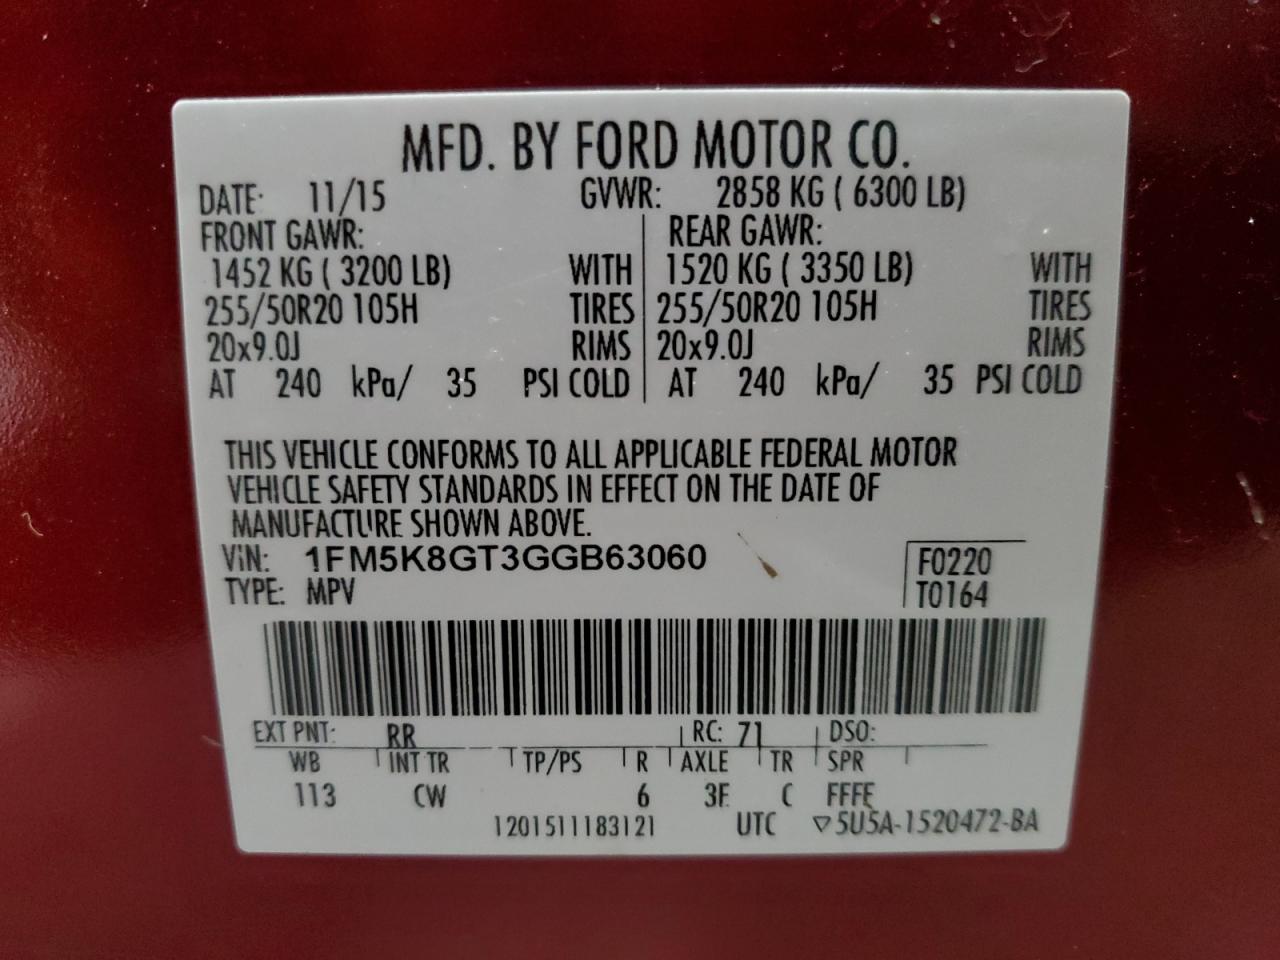 MFD. BY FORD MOTOR CO.
DATE: 11/15 GVWR: 2858 KG ( 6300 LB)
FRONT GAWR: REAR GAWR:
1452 KG ( 3200 LB) WITH 1520 KG ( 3350 LB) WITH
255/50R20 105H TIRES 255/50R20 105H TIRES
20x9.0J RIMS 20x9.0J RIMS
AT 240 kPa/ 35 PSI COLD AT 240 kPa/ 35 PSI COLD
THIS VEHICLE CONFORMS TO ALL APPLICABLE FEDERAL MOTOR
VEHICLE SAFETY STANDARDS IN EFFECT ON THE DATE OF
MANUFACTURE SHOWN ABOVE.
VIN: 1FM5K8GT3GGB63060 F0220
TYPE: MPV T0164
EXT PNT: RR RC: 71 DSO:
WB INT TR TP/PS R AXLE TR SPR
113 CW 6 3F C FFFF
1201511183121 UTC ▽5U5A-1520472-BA